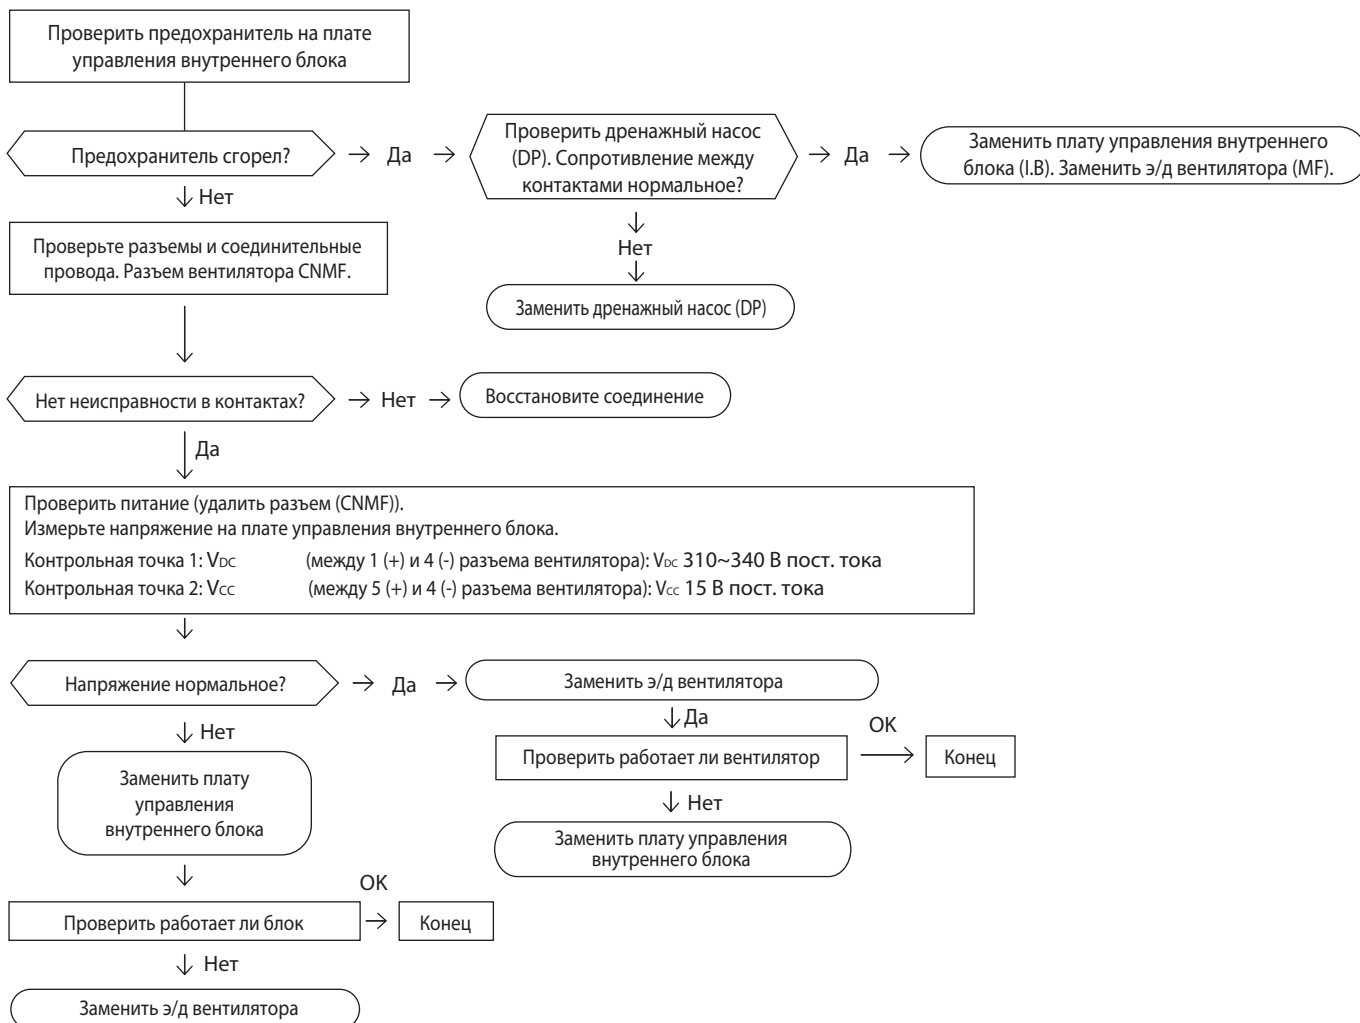 Проверить предохранитель на плате
управления внутреннего блока
Предохранитель сгорел?
Да
Проверить дренажный насос
(DP). Сопротивление между
контактами нормальное?
Да
Заменить плату управления внутреннего
блока (I.B). Заменить э/д вентилятора (MF).
Нет
Нет
Заменить дренажный насос (DP)
Проверьте разъемы и соединительные
провода. Разъем вентилятора CNMF.
Нет неисправности в контактах?
Нет
Восстановите соединение
Да
Проверить питание (удалить разъем (CNMF)).
Измерьте напряжение на плате управления внутреннего блока.
Контрольная точка 1: VDC (между 1 (+) и 4 (-) разъема вентилятора): VDC 310~340 В пост. тока
Контрольная точка 2: VCC (между 5 (+) и 4 (-) разъема вентилятора): VCC 15 В пост. тока
Напряжение нормальное?
Да
Заменить э/д вентилятора
Да
Проверить работает ли вентилятор
OK
Конец
Нет
Заменить плату управления
внутреннего блока
Нет
Заменить плату
управления
внутреннего блока
Проверить работает ли блок
OK
Конец
Нет
Заменить э/д вентилятора